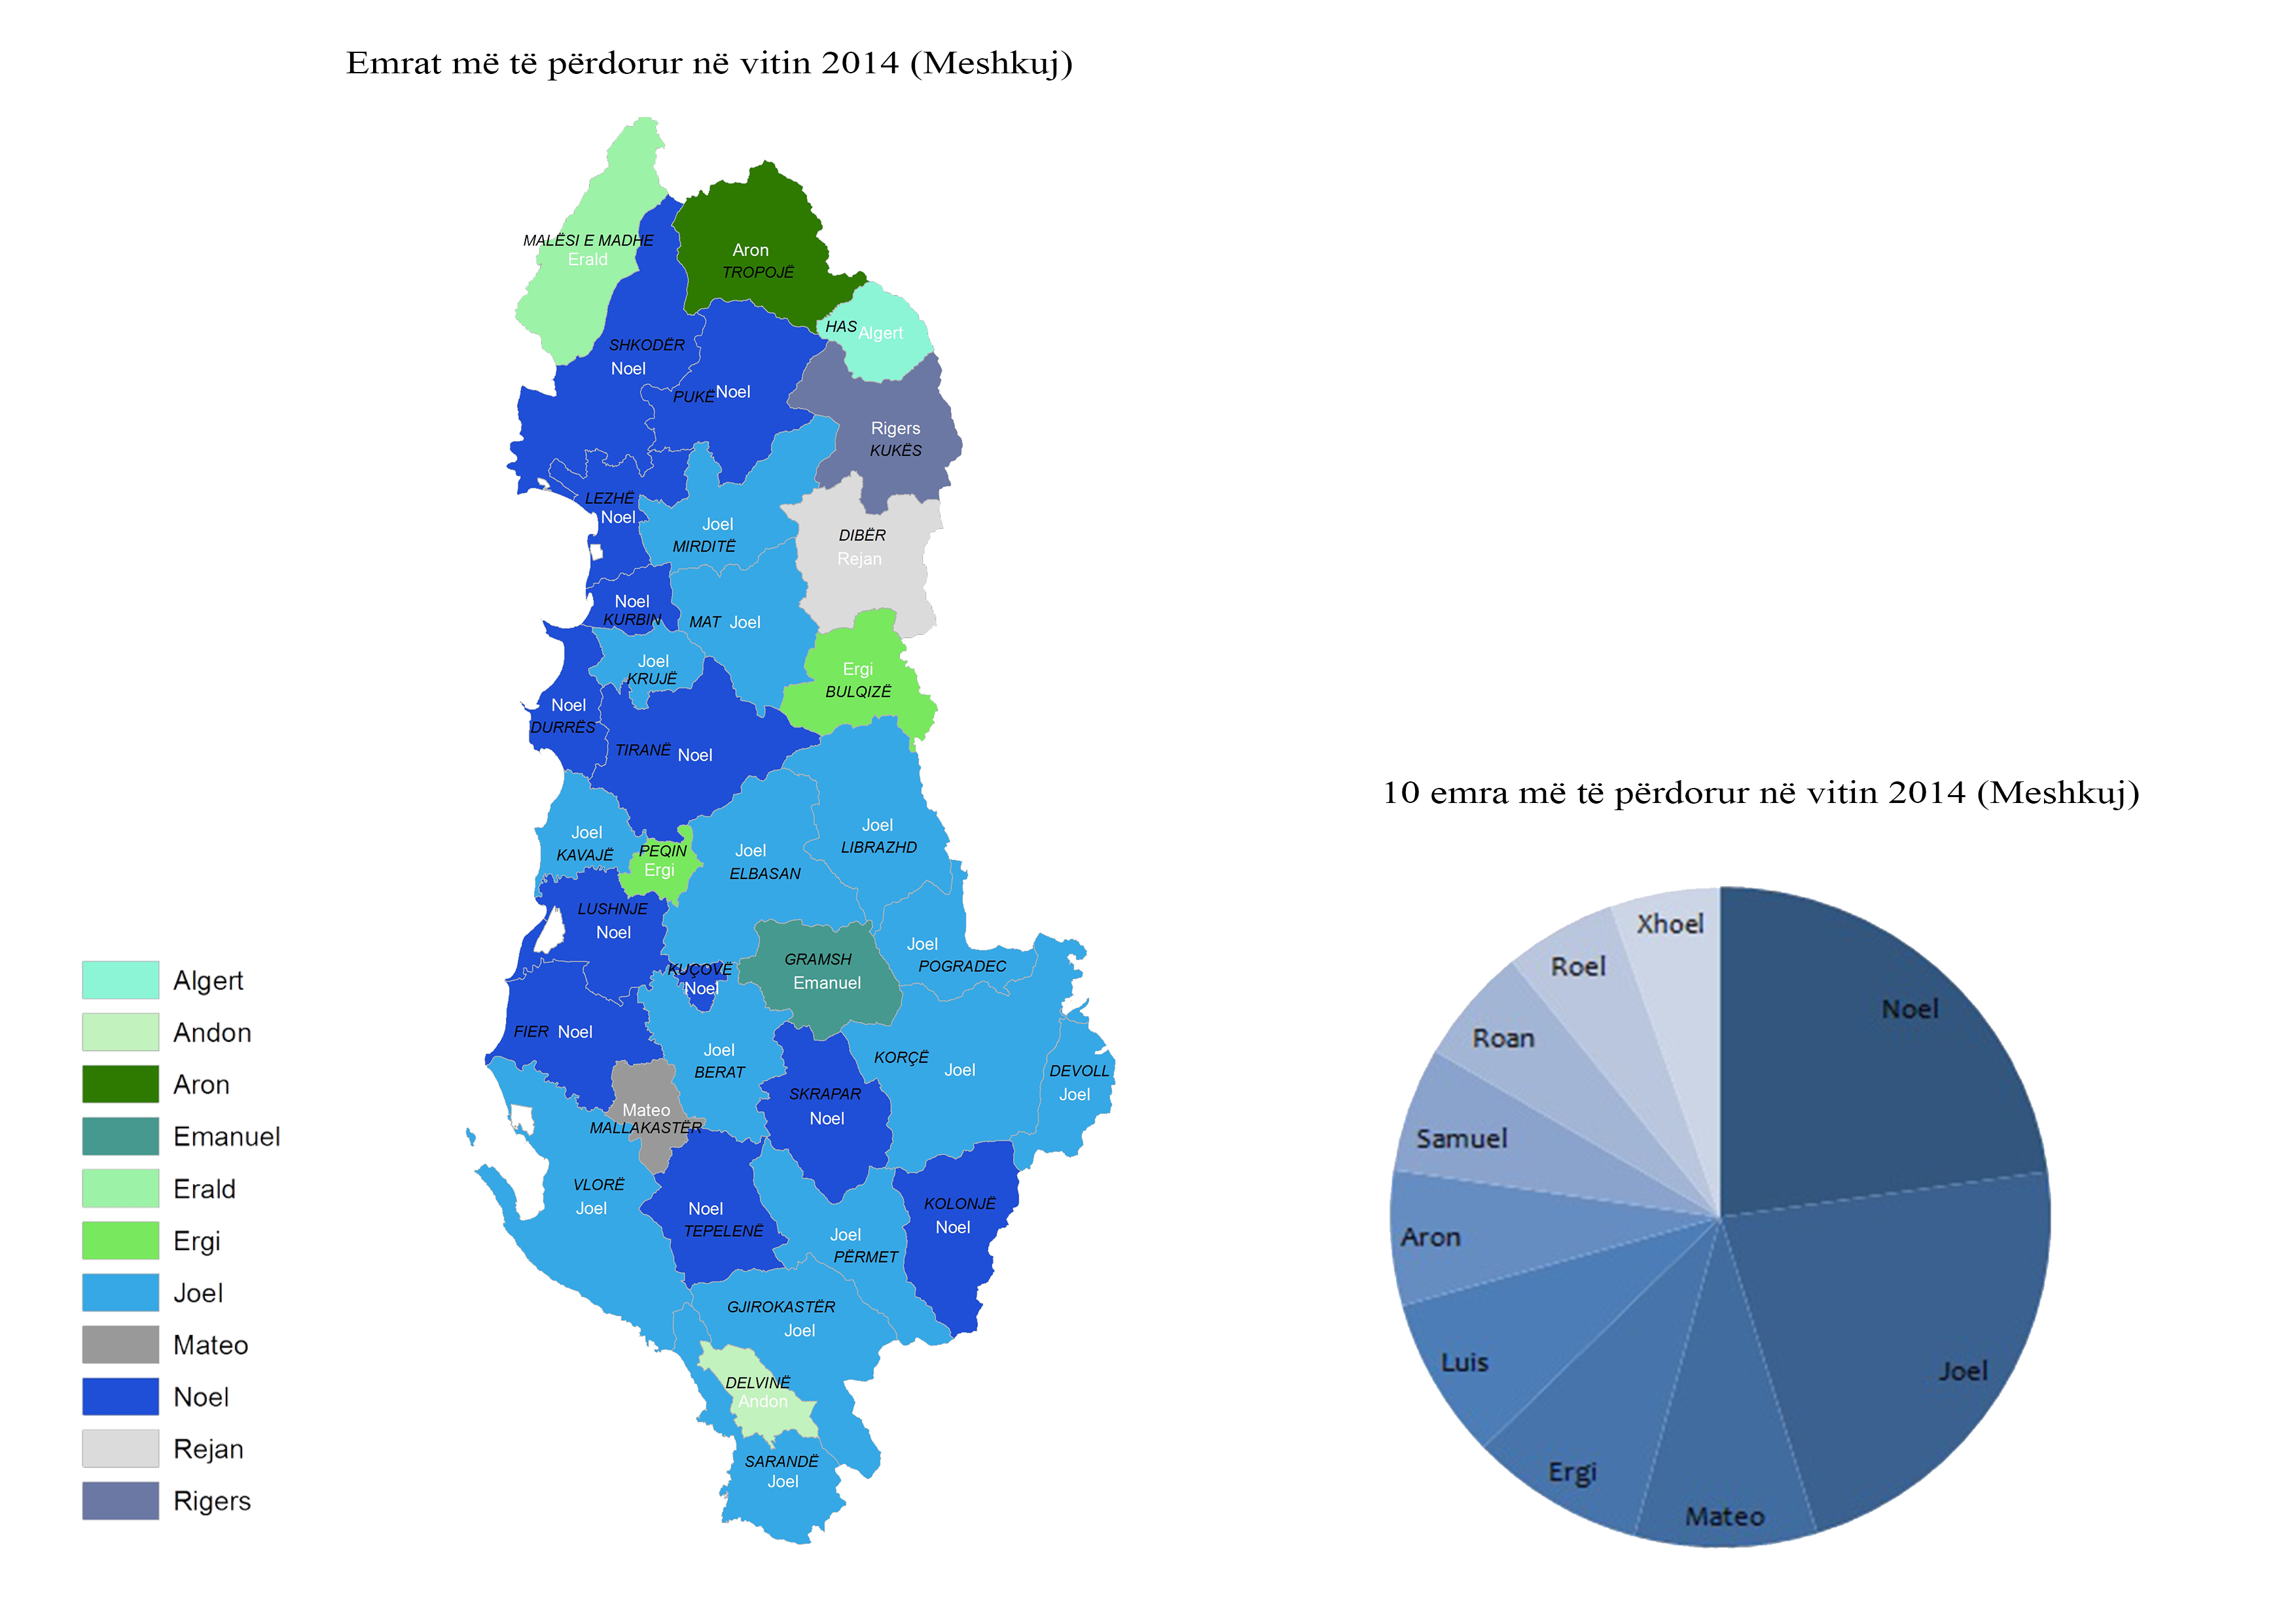 Emrat më të përdorur në vitin 2014 (Meshkuj)
MALËSI E MADHE
Erald
Aron
TROPOJË
HAS
Algert
SHKODËR
Noel
PUKË
Noel
Rigers
KUKËS
LEZHË
Noel
Joel
MIRDITË
DIBËR
Rejan
Noel
KURBIN
MAT
Joel
Joel
KRUJË
Ergi
BULQIZË
Noel
DURRËS
TIRANË
Noel
Joel
KAVAJË
PEQIN
Ergi
Joel
ELBASAN
Joel
LIBRAZHD
LUSHNJE
Noel
Joel
POGRADEC
GRAMSH
Emanuel
KUÇOVË
Noel
FIER
Noel
Joel
BERAT
KORÇË
Joel
DEVOLL
Joel
SKRAPAR
Noel
Mateo
MALLAKASTËR
VLORË
Joel
Noel
TEPELENË
KOLONJË
Noel
Joel
PËRMET
GJIROKASTËR
Joel
DELVINË
Andon
SARANDË
Joel
Algert
Andon
Aron
Emanuel
Erald
Ergi
Joel
Mateo
Noel
Rejan
Rigers
10 emra më të përdorur në vitin 2014 (Meshkuj)
Noel
Joel
Mateo
Ergi
Luis
Aron
Samuel
Roan
Roel
Xhoel